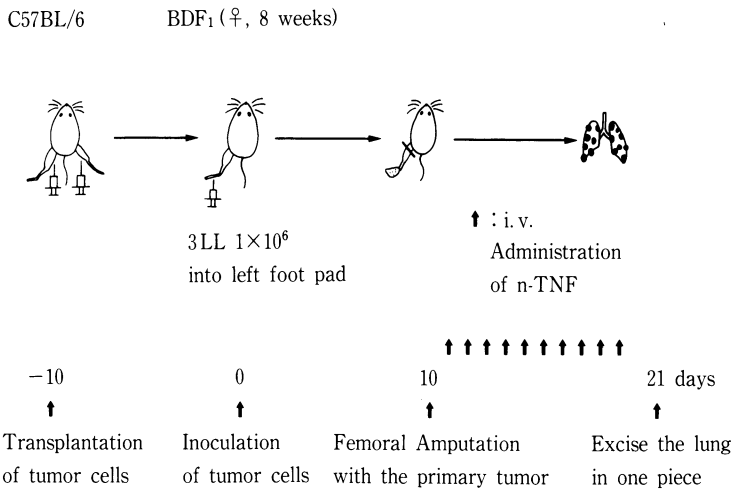 C57BL/6 BDF₁ (♀, 8 weeks)
3LL 1×10⁶
into left foot pad
⬆ : i. v.
Administration
of n-TNF
−10 0 10 21 days
Transplantation Inoculation Femoral Amputation Excise the lung
of tumor cells of tumor cells with the primary tumor in one piece